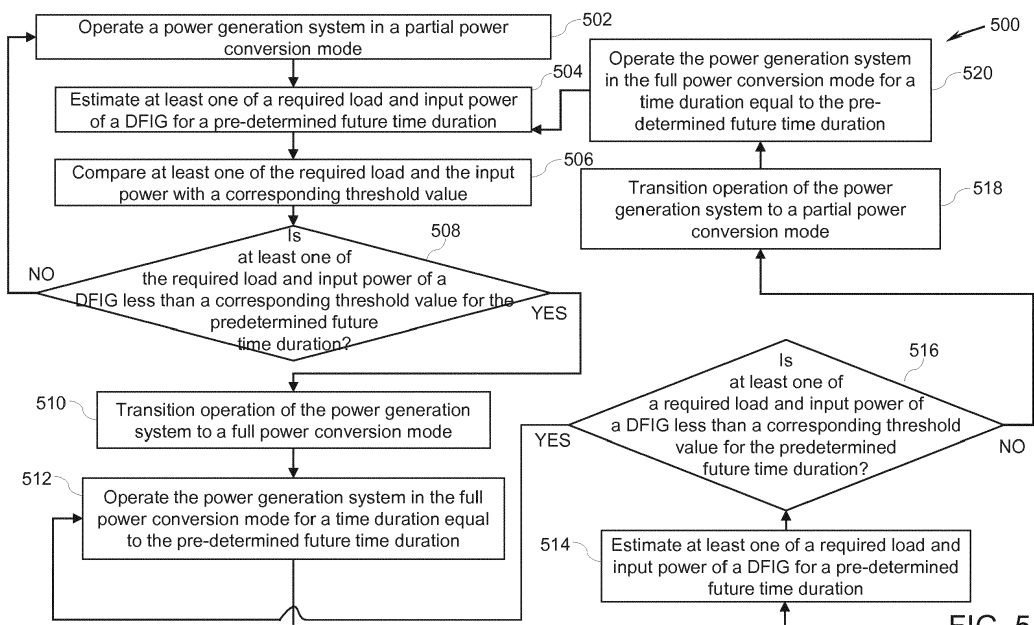 502
Operate a power generation system in a partial power
conversion mode
504
Estimate at least one of a required load and input power
of a DFIG for a pre-determined future time duration
506
Compare at least one of the required load and the input
power with a corresponding threshold value
508
Is
at least one of
the required load and input power of a
DFIG less than a corresponding threshold value for the
predetermined future
time duration?
NO
YES
510
Transition operation of the power generation
system to a full power conversion mode
512
Operate the power generation system in the full
power conversion mode for a time duration equal
to the pre-determined future time duration
500
Operate the power generation system
in the full power conversion mode for a
time duration equal to the pre-
determined future time duration
520
Transition operation of the power
generation system to a partial power
conversion mode
518
516
Is
at least one of
a required load and input power of
a DFIG less than a corresponding threshold
value for the predetermined
future time duration?
YES
NO
514
Estimate at least one of a required load and
input power of a DFIG for a pre-determined
future time duration
FIG. 5